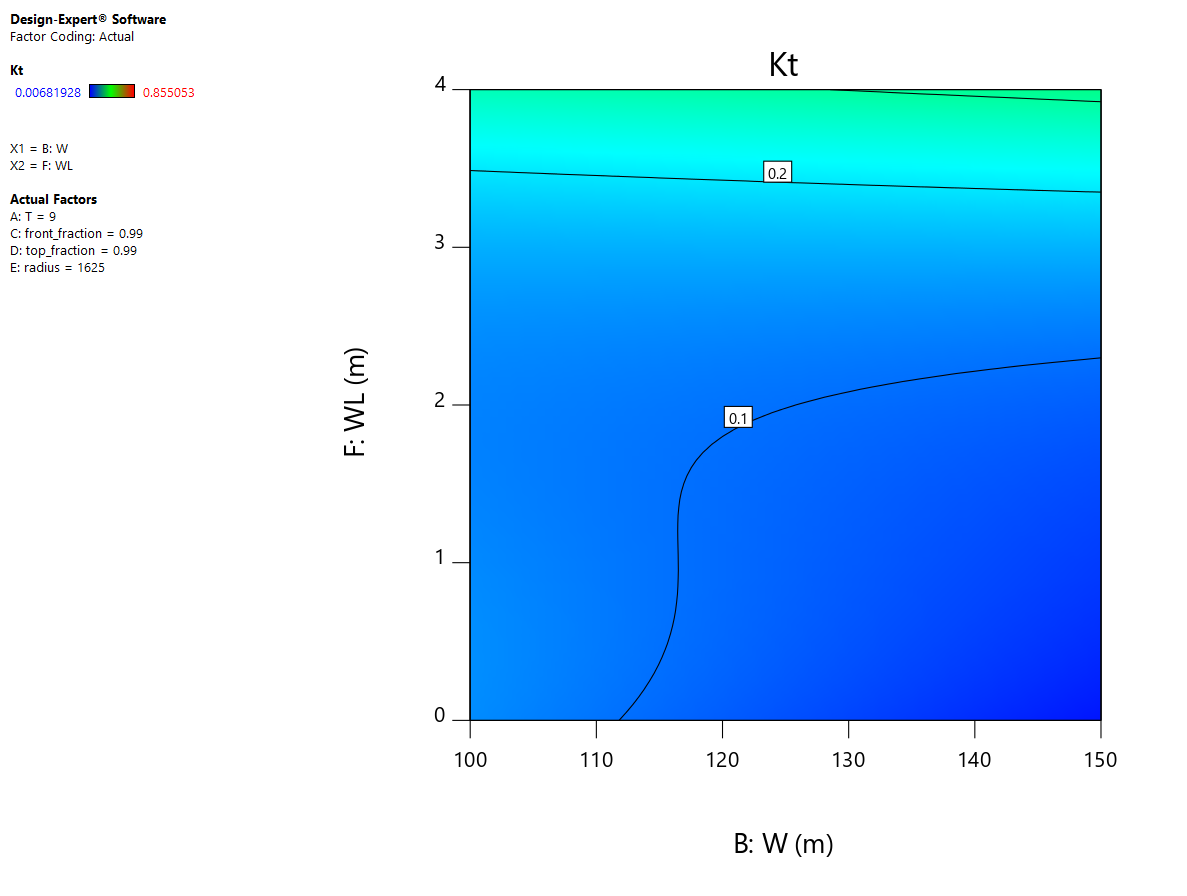 Design-Expert® Software
Factor Coding: Actual
Kt
0.00681928 0.855053
X1 = B: W
X2 = F: WL
Actual Factors
A: T = 9
C: front_fraction = 0.99
D: top_fraction = 0.99
E: radius = 1625
Kt
4
3
2
1
0
F: WL (m)
0.2
0.1
100 110 120 130 140 150
B: W (m)